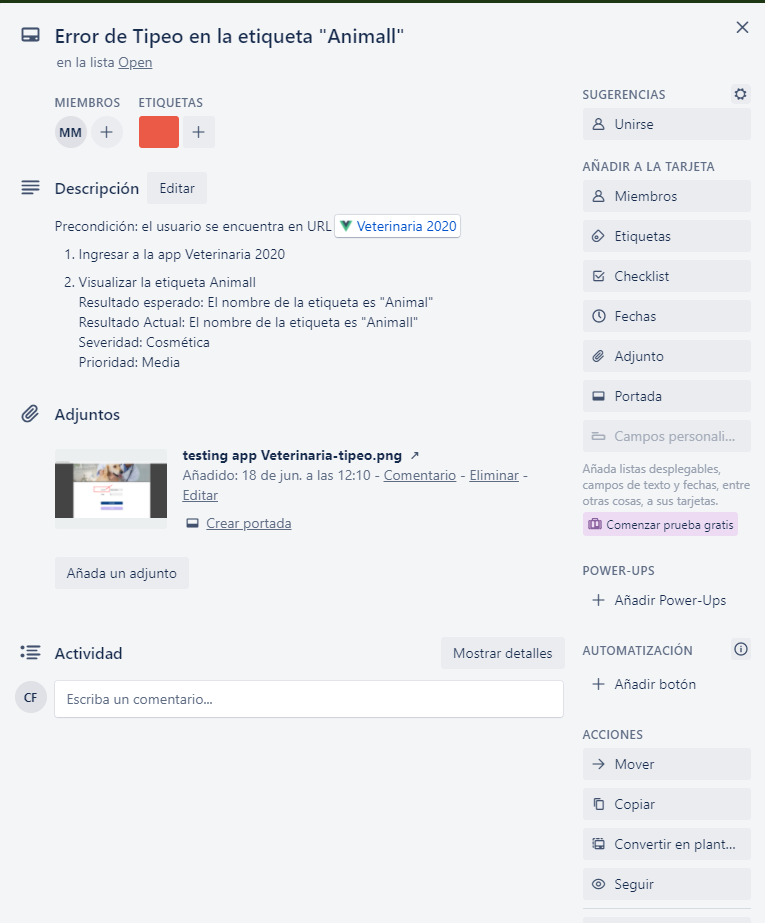 Error de Tipeo en la etiqueta "Animall"
en la lista Open
MIEMBROS
ETIQUETAS
MM
Descripción
Editar
Precondición: el usuario se encuentra en URL Veterinaria 2020
1. Ingresar a la app Veterinaria 2020
2. Visualizar la etiqueta Animall
Resultado esperado: El nombre de la etiqueta es "Animal"
Resultado Actual: El nombre de la etiqueta es "Animall"
Severidad: Cosmética
Prioridad: Media
Adjuntos
testing app Veterinaria-tipeo.png ↗
Añadido: 18 de jun. a las 12:10 - Comentario - Eliminar -
Editar
Crear portada
Añada un adjunto
Actividad
Mostrar detalles
CF
Escriba un comentario...
SUGERENCIAS
Unirse
AÑADIR A LA TARJETA
Miembros
Etiquetas
Checklist
Fechas
Adjunto
Portada
Campos personali...
Añada listas desplegables,
campos de texto y fechas, entre
otras cosas, a sus tarjetas.
Comenzar prueba gratis
POWER-UPS
Añadir Power-Ups
AUTOMATIZACIÓN
Añadir botón
ACCIONES
Mover
Copiar
Convertir en plant...
Seguir